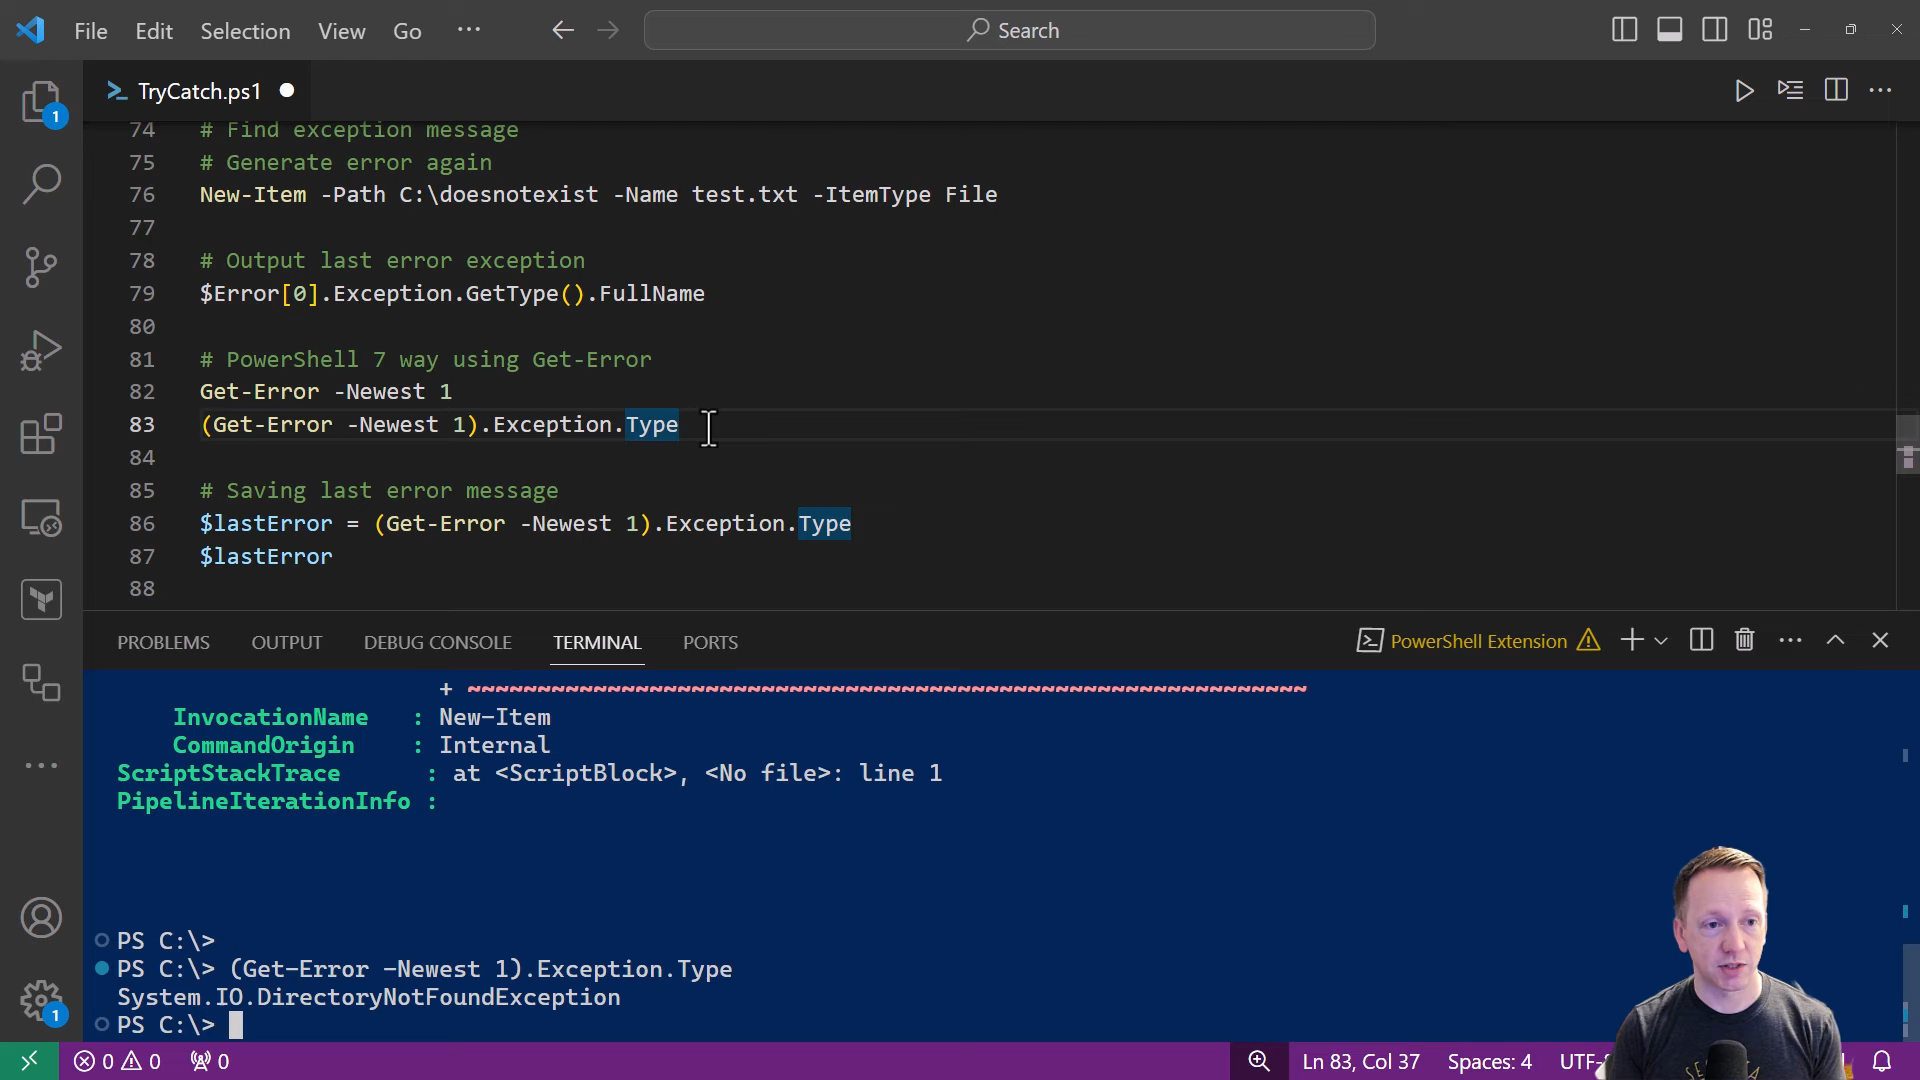 File Edit Selection View Go ··· Search
TryCatch.ps1
74 # Find exception message
75 # Generate error again
76 New-Item -Path C:\doesnotexist -Name test.txt -ItemType File
77
78 # Output last error exception
79 $Error[0].Exception.GetType().FullName
80
81 # PowerShell 7 way using Get-Error
82 Get-Error -Newest 1
83 (Get-Error -Newest 1).Exception.Type
84
85 # Saving last error message
86 $lastError = (Get-Error -Newest 1).Exception.Type
87 $lastError
88
PROBLEMS OUTPUT DEBUG CONSOLE TERMINAL PORTS PowerShell Extension
+ ~~~~~~~~~~~~~~~~~~~~~~~~~~~~~~~~~~~~~~~~~~~~~~~~~~~~~~~~~~~~
InvocationName : New-Item
CommandOrigin : Internal
ScriptStackTrace : at <ScriptBlock>, <No file>: line 1
PipelineIterationInfo :
PS C:\>
PS C:\> (Get-Error -Newest 1).Exception.Type
System.IO.DirectoryNotFoundException
PS C:\>
1
1
0 0 0 Ln 83, Col 37 Spaces: 4